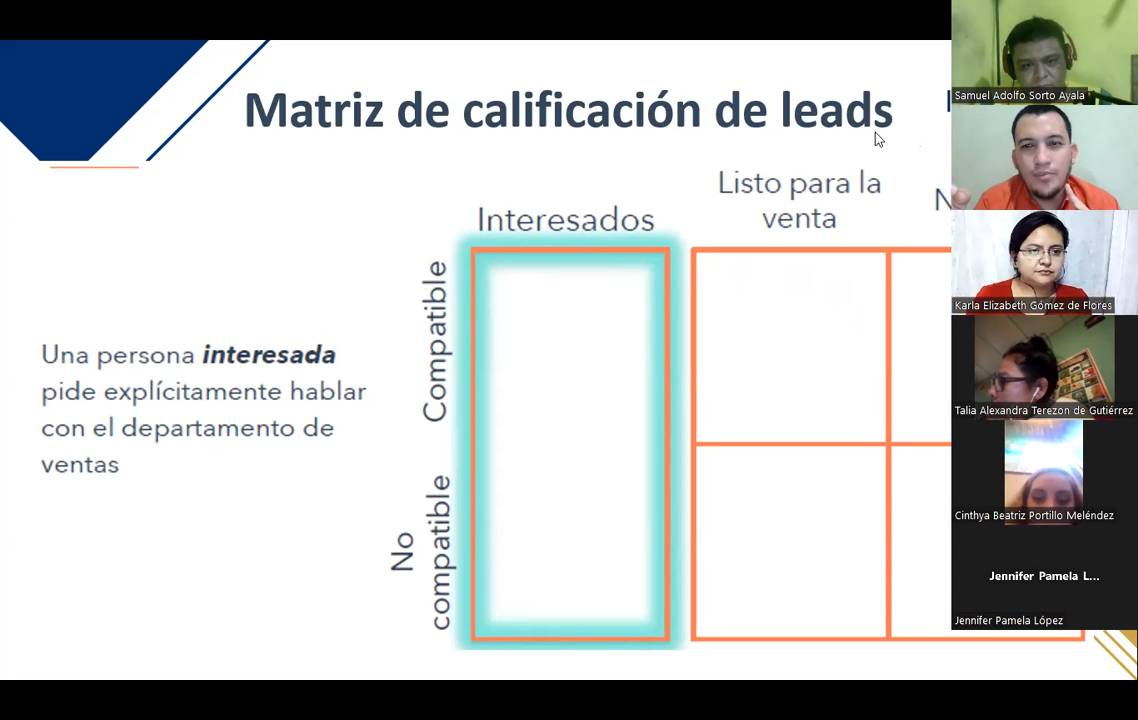 Matriz de calificación de leads
Listo para la
venta
N
Interesados
Compatible
No
compatible
Una persona interesada
pide explícitamente hablar
con el departamento de
ventas
Samuel Adolfo Sorto Ayala
Karla Elizabeth Gómez de Flores
Talia Alexandra Terezon de Gutiérrez
Cinthya Beatriz Portillo Meléndez
Jennifer Pamela L...
Jennifer Pamela López